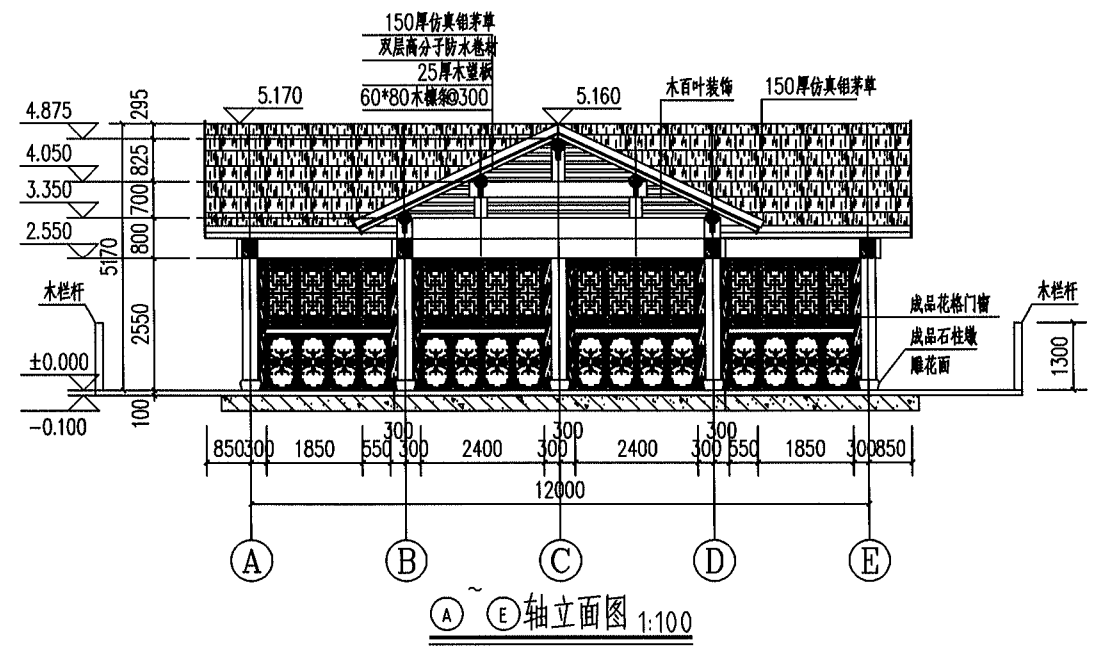 150厚仿真铝茅草
双层高分子防水卷材
25厚木望板
60*80木檩条@300
木百叶装饰
150厚仿真铝茅草
5.170
5.160
4.875
4.050
3.350
2.550
±0.000
-0.100
295
825
700
800
2550
100
5170
木栏杆
成品花格门窗
成品石柱墩
雕花面
木栏杆
1300
850 300 1850 550 300 300 2400 300 300 2400 300 300 550 1850 300 850
12000
A B C D E
A ~ E 轴立面图 1:100